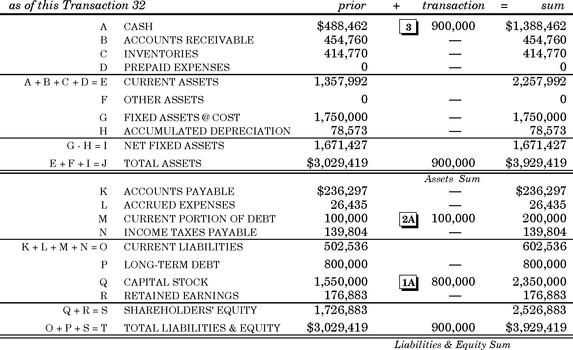 as of this Transaction 32 prior + transaction = sum
A CASH $488,462 3 900,000 $1,388,462
B ACCOUNTS RECEIVABLE 454,760 — 454,760
C INVENTORIES 414,770 — 414,770
D PREPAID EXPENSES 0 — 0
A + B + C + D = E CURRENT ASSETS 1,357,992 2,257,992
F OTHER ASSETS 0 — 0
G FIXED ASSETS @ COST 1,750,000 — 1,750,000
H ACCUMULATED DEPRECIATION 78,573 — 78,573
G - H = I NET FIXED ASSETS 1,671,427 1,671,427
E + F + I = J TOTAL ASSETS $3,029,419 900,000 $3,929,419
Assets Sum
K ACCOUNTS PAYABLE $236,297 — $236,297
L ACCRUED EXPENSES 26,435 — 26,435
M CURRENT PORTION OF DEBT 100,000 2A 100,000 200,000
N INCOME TAXES PAYABLE 139,804 — 139,804
K + L + M + N = O CURRENT LIABILITIES 502,536 602,536
P LONG-TERM DEBT 800,000 — 800,000
Q CAPITAL STOCK 1,550,000 1A 800,000 2,350,000
R RETAINED EARNINGS 176,883 — 176,883
Q + R = S SHAREHOLDERS' EQUITY 1,726,883 2,526,883
O + P + S = T TOTAL LIABILITIES & EQUITY $3,029,419 900,000 $3,929,419
Liabilities & Equity Sum